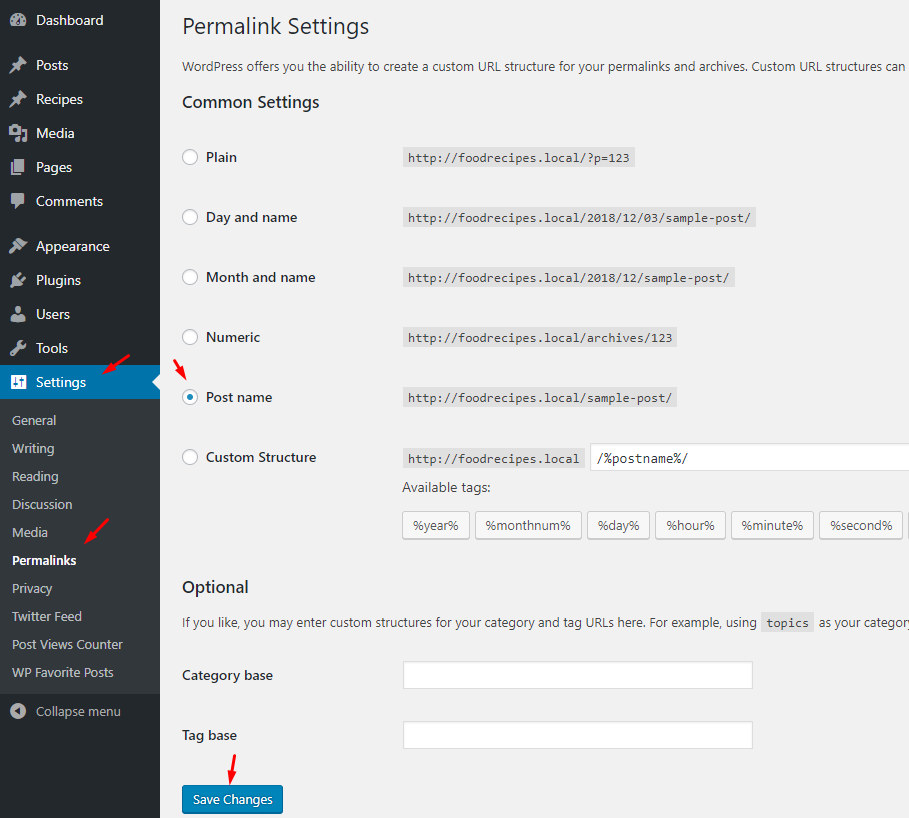 Dashboard
Posts
Recipes
Media
Pages
Comments
Appearance
Plugins
Users
Tools
Settings
General
Writing
Reading
Discussion
Media
Permalinks
Privacy
Twitter Feed
Post Views Counter
WP Favorite Posts
Collapse menu
Permalink Settings
WordPress offers you the ability to create a custom URL structure for your permalinks and archives. Custom URL structures can
Common Settings
Plain http://foodrecipes.local/?p=123
Day and name http://foodrecipes.local/2018/12/03/sample-post/
Month and name http://foodrecipes.local/2018/12/sample-post/
Numeric http://foodrecipes.local/archives/123
Post name http://foodrecipes.local/sample-post/
Custom Structure http://foodrecipes.local /%postname%/
Available tags:
%year% %monthnum% %day% %hour% %minute% %second%
Optional
If you like, you may enter custom structures for your category and tag URLs here. For example, using topics as your category
Category base
Tag base
Save Changes